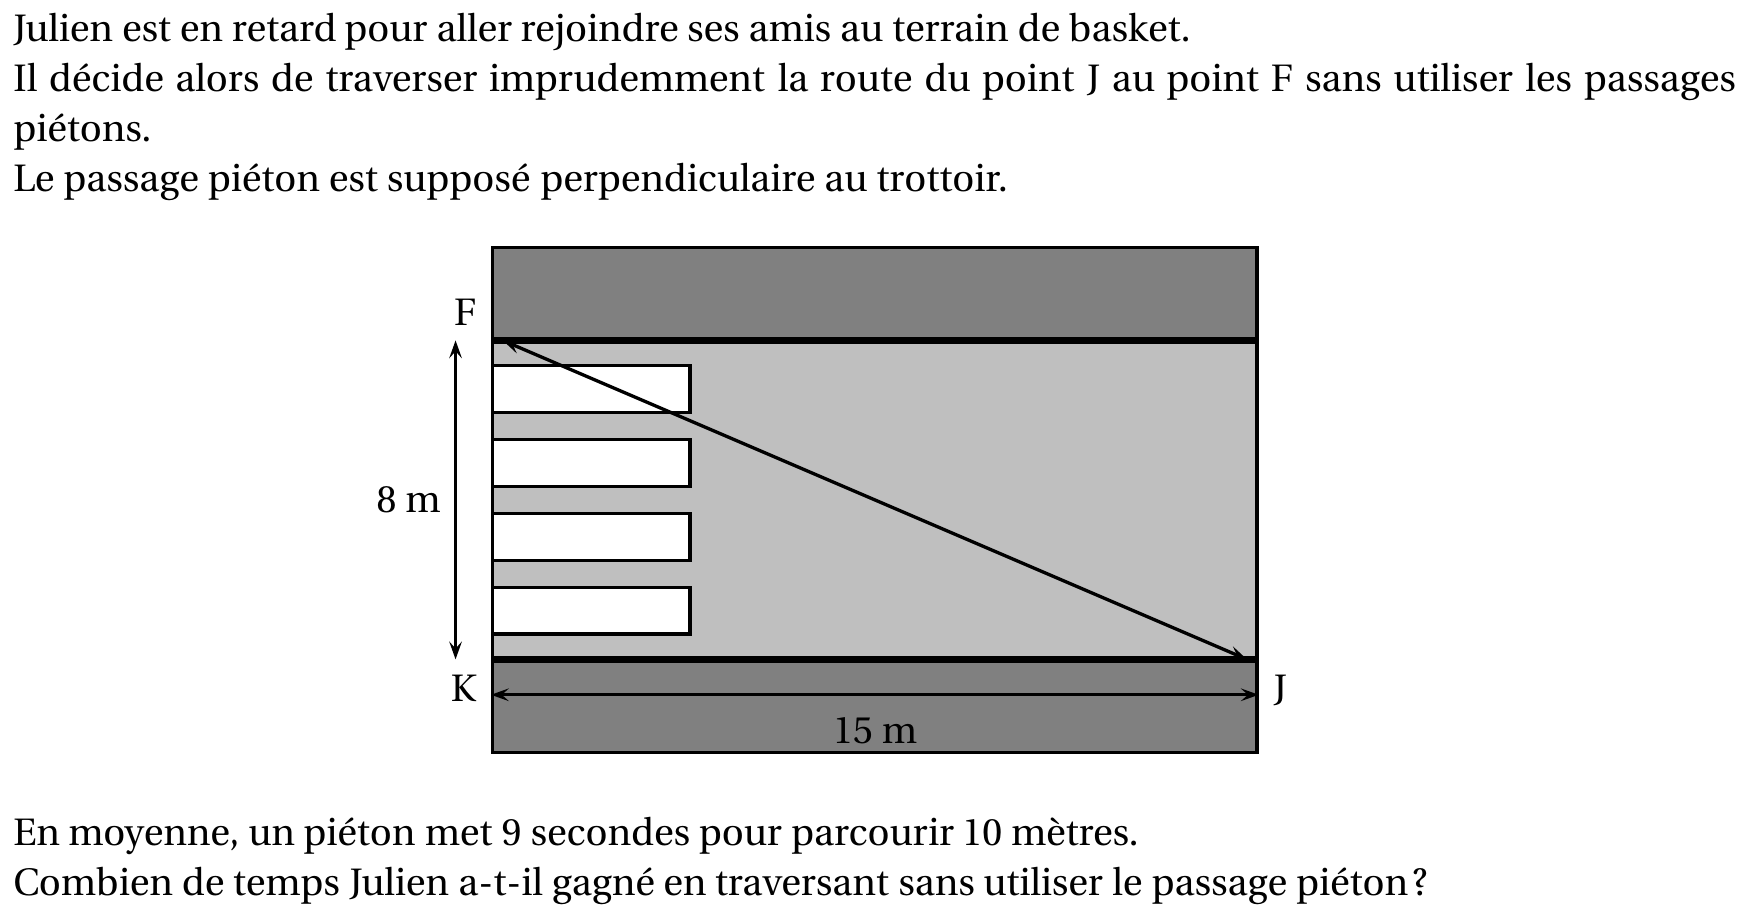 Julien est en retard pour aller rejoindre ses amis au terrain de basket.
Il décide alors de traverser imprudemment la route du point J au point F sans utiliser les passages
piétons.
Le passage piéton est supposé perpendiculaire au trottoir.
F
8 m
K
J
15 m
En moyenne, un piéton met 9 secondes pour parcourir 10 mètres.
Combien de temps Julien a-t-il gagné en traversant sans utiliser le passage piéton ?